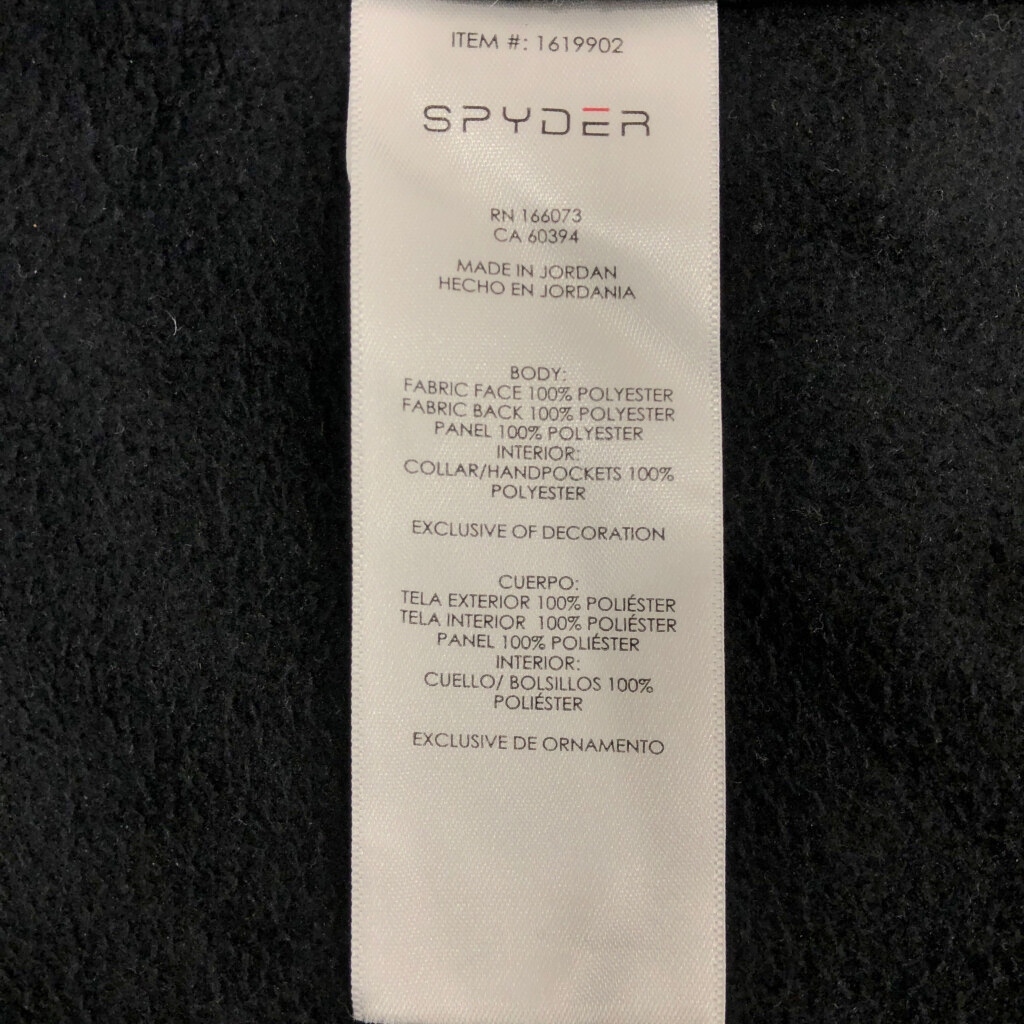 ITEM #: 1619902
SPYDER
RN 166073
CA 60394
MADE IN JORDAN
HECHO EN JORDANIA
BODY:
FABRIC FACE 100% POLYESTER
FABRIC BACK 100% POLYESTER
PANEL 100% POLYESTER
INTERIOR:
COLLAR/HANDPOCKETS 100%
POLYESTER
EXCLUSIVE OF DECORATION
CUERPO:
TELA EXTERIOR 100% POLIÉSTER
TELA INTERIOR 100% POLIÉSTER
PANEL 100% POLIÉSTER
INTERIOR:
CUELLO/ BOLSILLOS 100%
POLIÉSTER
EXCLUSIVE DE ORNAMENTO